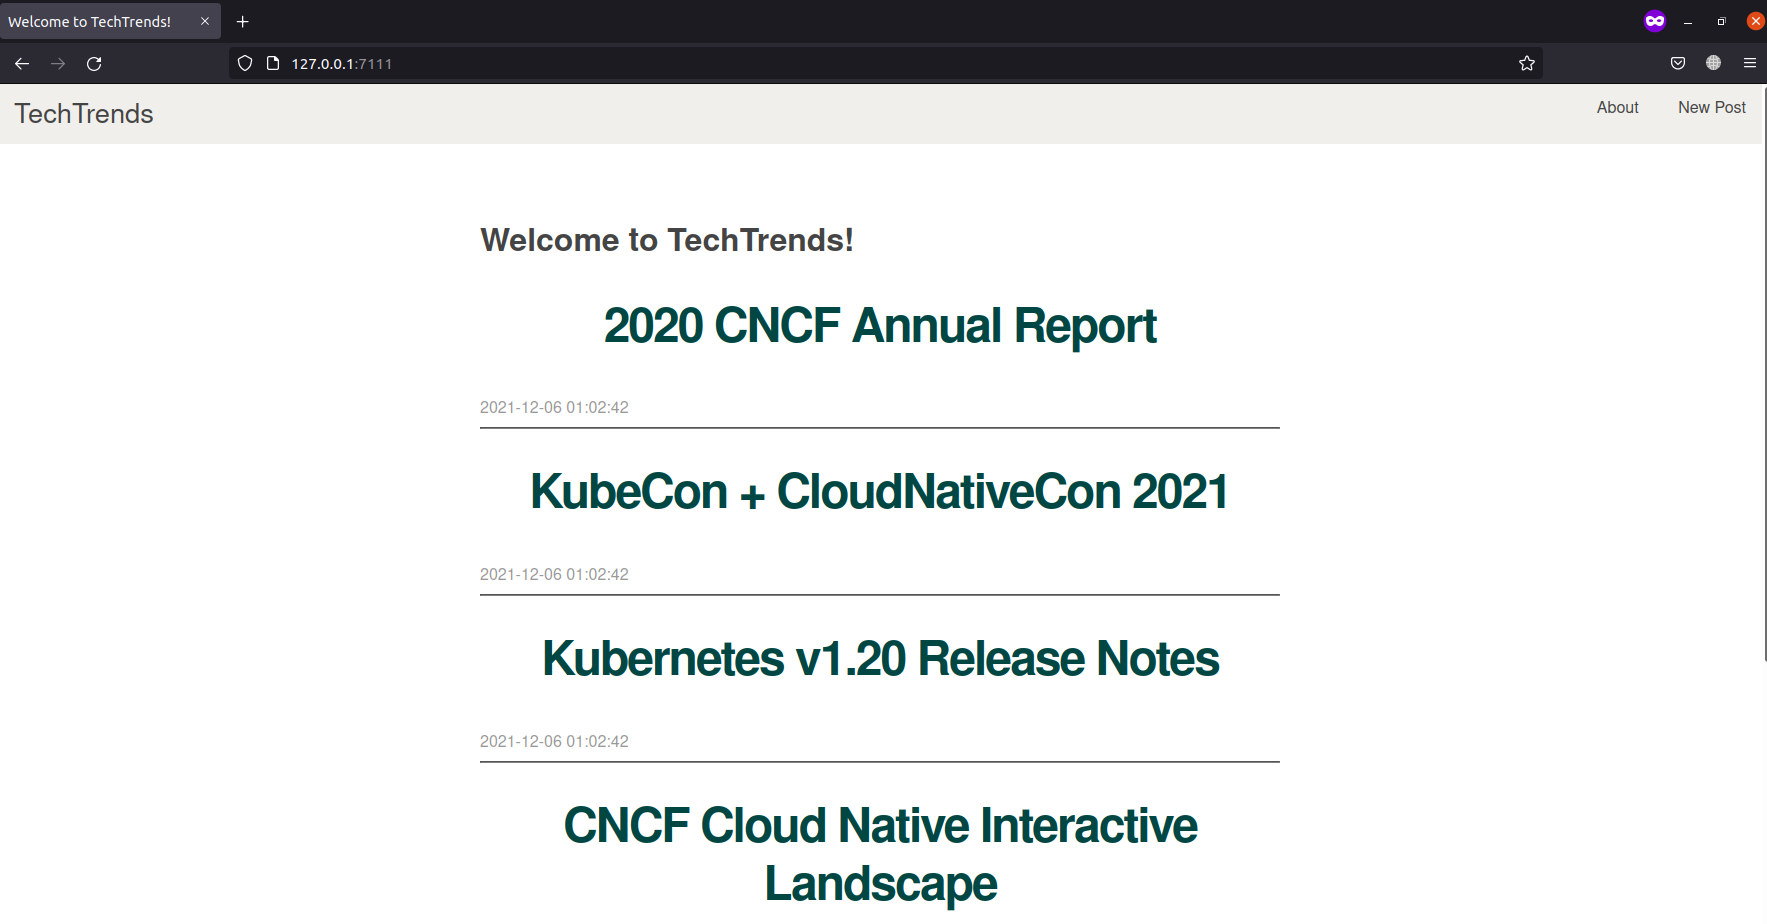 Welcome to TechTrends!
127.0.0.1:7111
TechTrends
About
New Post
Welcome to TechTrends!
2020 CNCF Annual Report
2021-12-06 01:02:42
KubeCon + CloudNativeCon 2021
2021-12-06 01:02:42
Kubernetes v1.20 Release Notes
2021-12-06 01:02:42
CNCF Cloud Native Interactive
Landscape